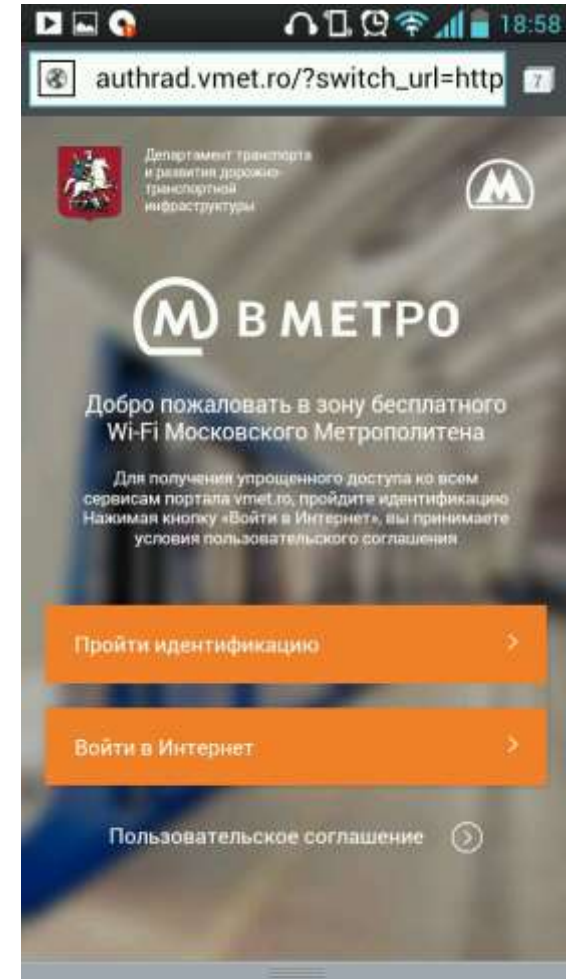 18:58
authrad.vmet.ro/?switch_url=http
7
Департамент транспорта
и развития дорожно-
транспортной
инфраструктуры
М В МЕТРО
Добро пожаловать в зону бесплатного
Wi-Fi Московского Метрополитена
Для получения упрощенного доступа ко всем
сервисам портала vmet.ro, пройдите идентификацию
Нажимая кнопку «Войти в Интернет», вы принимаете
условия пользовательского соглашения
Пройти идентификацию
Войти в Интернет
Пользовательское соглашение